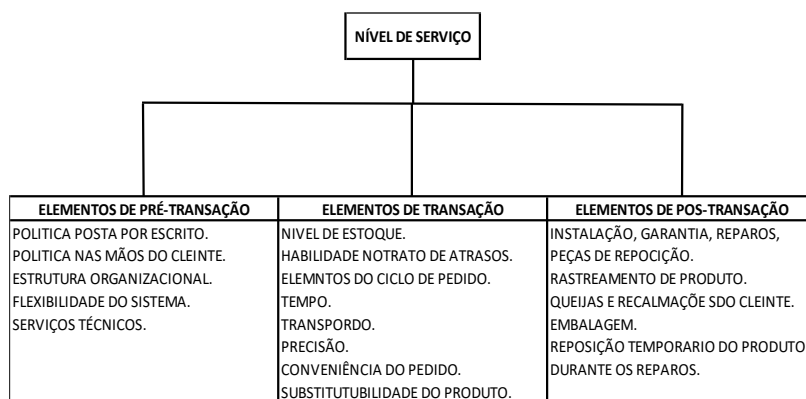 NÍVEL DE SERVIÇO
ELEMENTOS DE PRÉ-TRANSAÇÃO
POLITICA POSTA POR ESCRITO.
POLITICA NAS MÃOS DO CLEINTE.
ESTRUTURA ORGANIZACIONAL.
FLEXIBILIDADE DO SISTEMA.
SERVIÇOS TÉCNICOS.
ELEMENTOS DE TRANSAÇÃO
NIVEL DE ESTOQUE.
HABILIDADE NOTRATO DE ATRASOS.
ELEMNTOS DO CICLO DE PEDIDO.
TEMPO.
TRANSPORDO.
PRECISÃO.
CONVENIÊNCIA DO PEDIDO.
SUBSTITUTUBILIDADE DO PRODUTO.
ELEMENTOS DE POS-TRANSAÇÃO
INSTALAÇÃO, GARANTIA, REPAROS,
PEÇAS DE REPOCIÇÃO.
RASTREAMENTO DE PRODUTO.
QUEIJAS E RECALMAÇÕE SDO CLEINTE.
EMBALAGEM.
REPOSIÇÃO TEMPORARIO DO PRODUTO
DURANTE OS REPAROS.